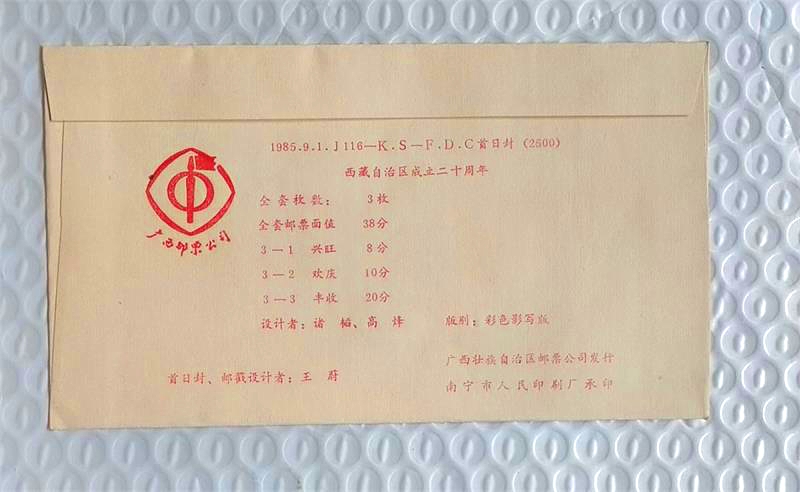 1985.9.1.J116—K.S—F.D.C首日封(2500)
西藏自治区成立二十周年
全套枚数: 3枚
全套邮票面值 38分
3—1 兴旺 8分
3—2 欢庆 10分
3—3 丰收 20分
设计者:诸 韬、高 烽 版别:彩色影写版
广西壮族自治区邮票公司发行
首日封、邮戳设计者:王 蔚
南宁市人民印刷厂承印
广西邮票公司